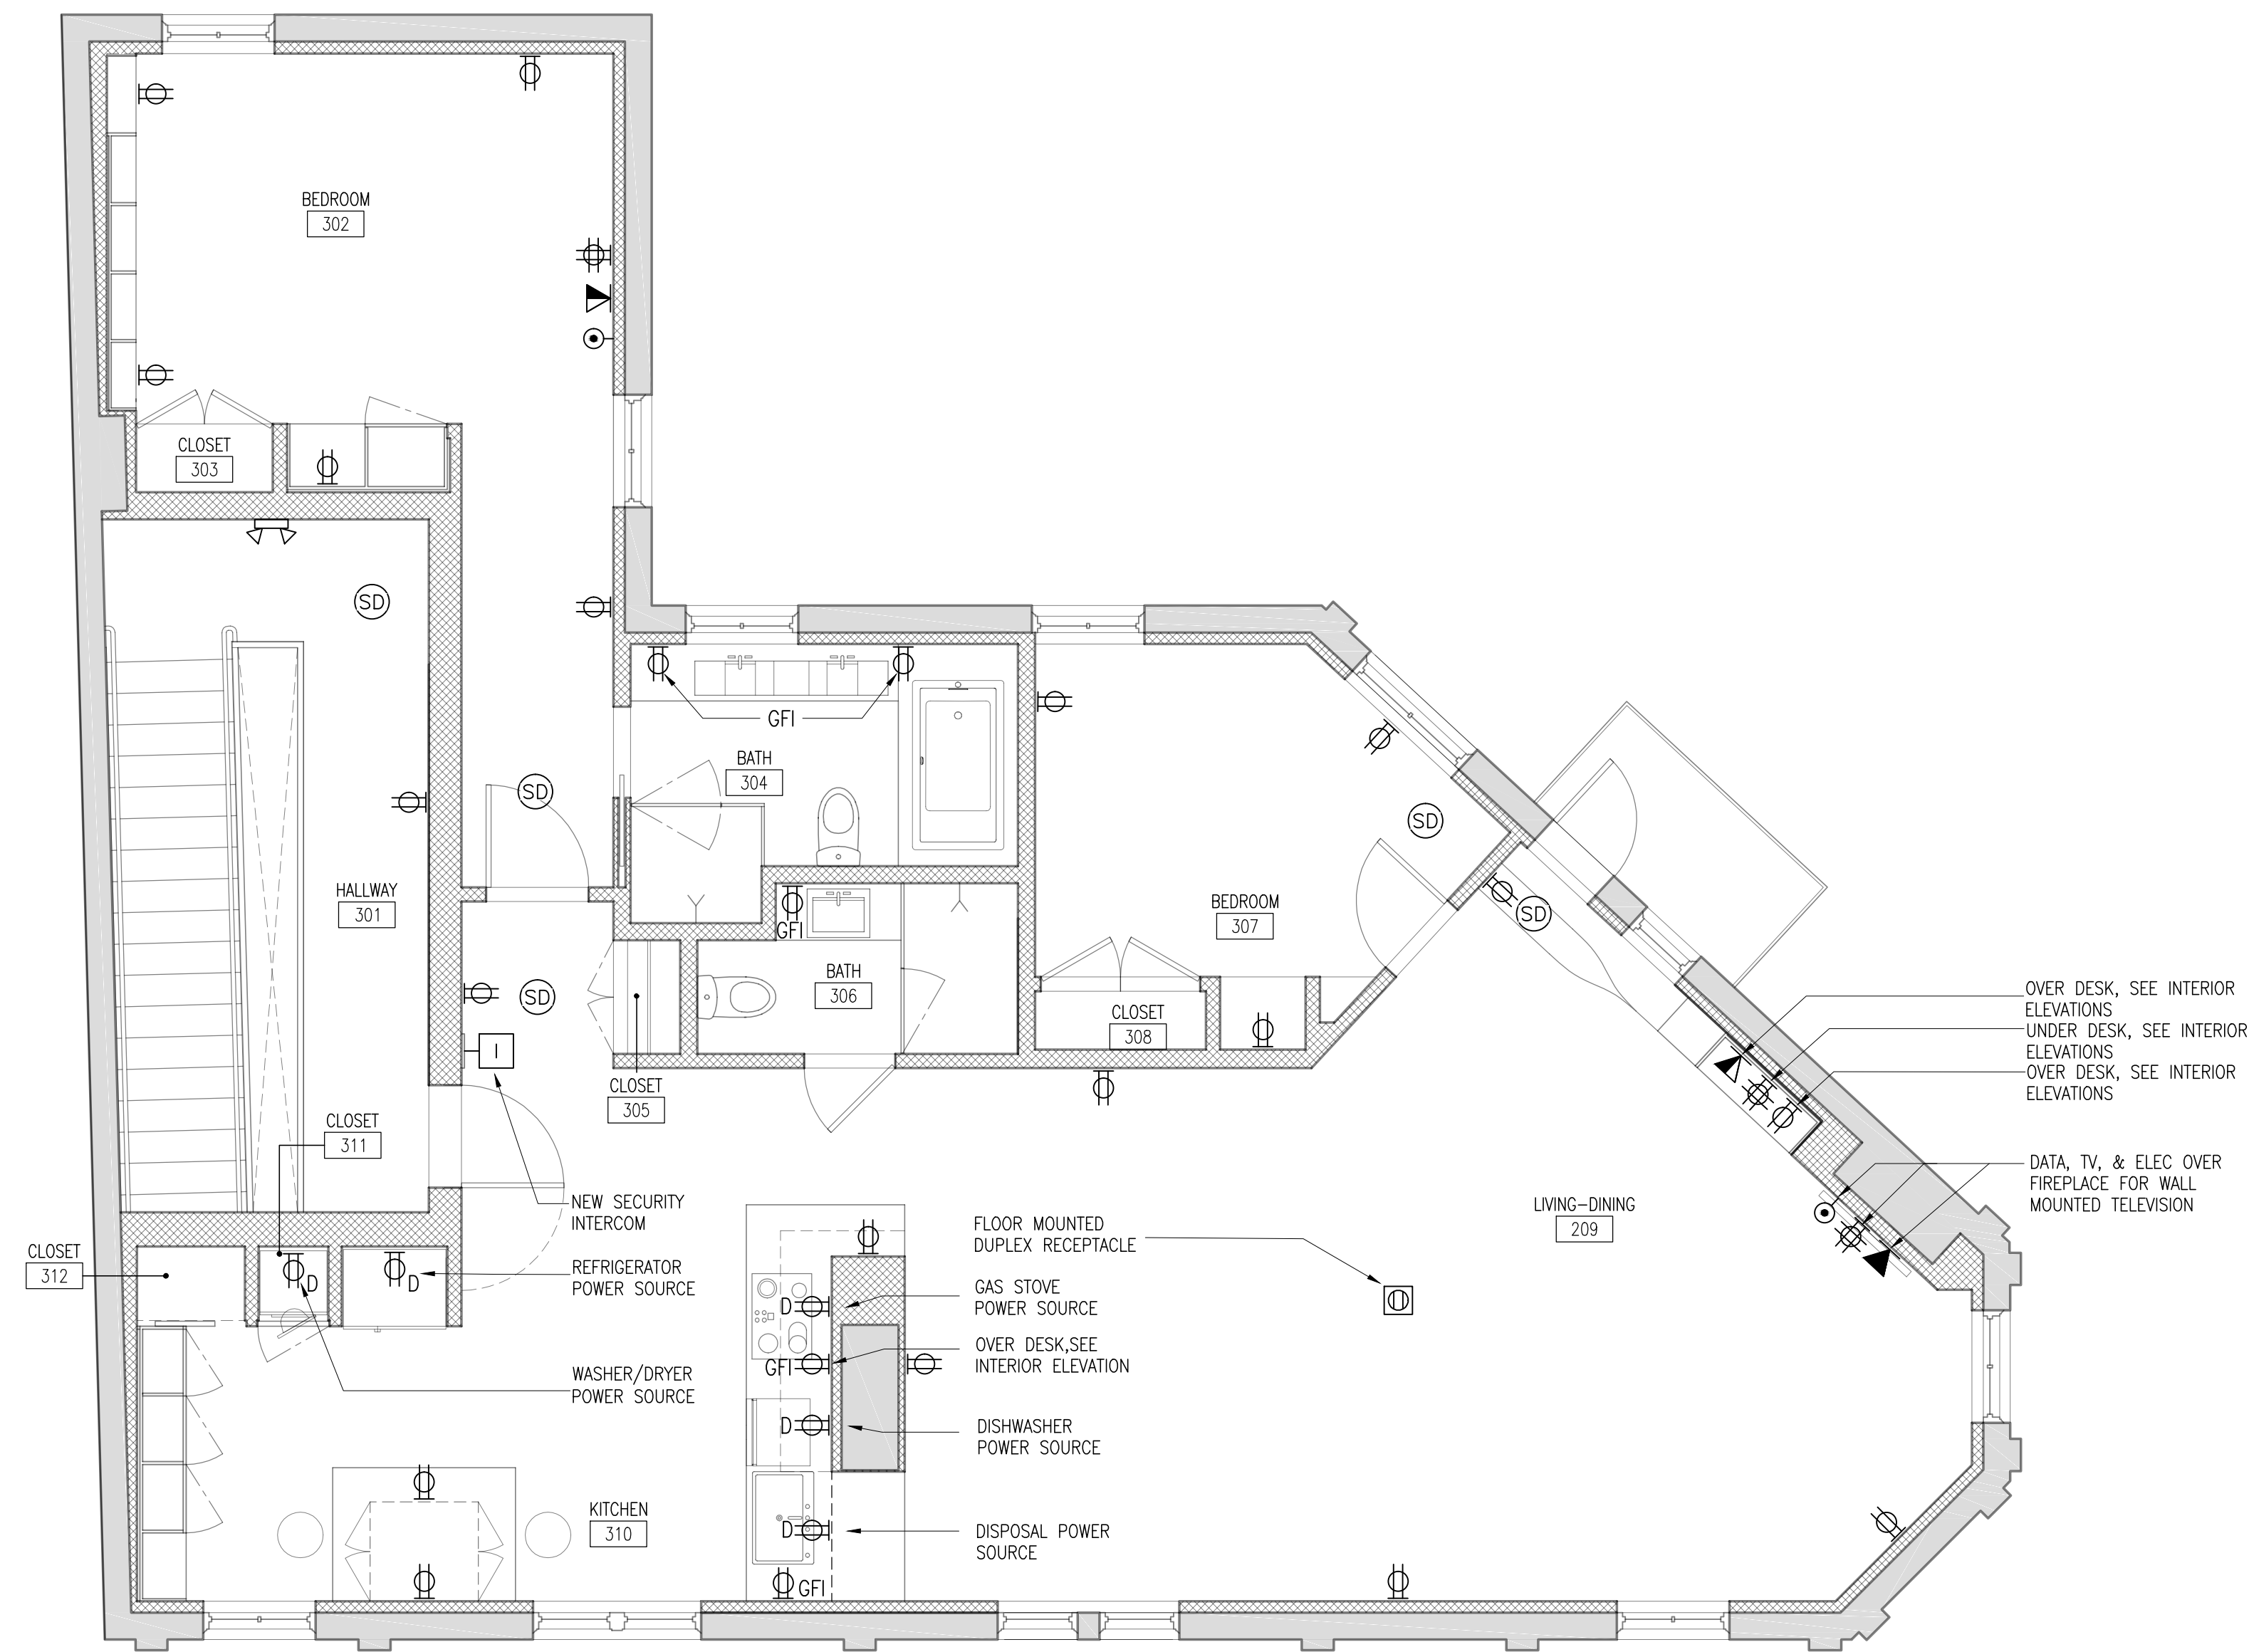 BEDROOM
302
CLOSET
303
SD
GFI
BATH
304
SD
SD
HALLWAY
301
BEDROOM
307
SD
GFI
BATH
306
SD
I
CLOSET
308
OVER DESK, SEE INTERIOR
ELEVATIONS
UNDER DESK, SEE INTERIOR
ELEVATIONS
OVER DESK, SEE INTERIOR
ELEVATIONS
CLOSET
305
CLOSET
311
DATA, TV, & ELEC OVER
FIREPLACE FOR WALL
MOUNTED TELEVISION
NEW SECURITY
INTERCOM
LIVING-DINING
209
FLOOR MOUNTED
DUPLEX RECEPTACLE
CLOSET
312
D
D
REFRIGERATOR
POWER SOURCE
D
GAS STOVE
POWER SOURCE
GFI
OVER DESK,SEE
INTERIOR ELEVATION
WASHER/DRYER
POWER SOURCE
D
DISHWASHER
POWER SOURCE
KITCHEN
310
D
DISPOSAL POWER
SOURCE
GFI